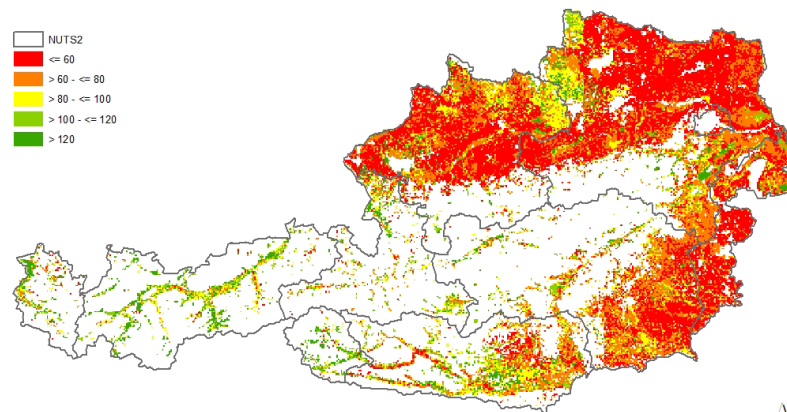 NUTS2
<= 60
> 60 - <= 80
> 80 - <= 100
> 100 - <= 120
> 120